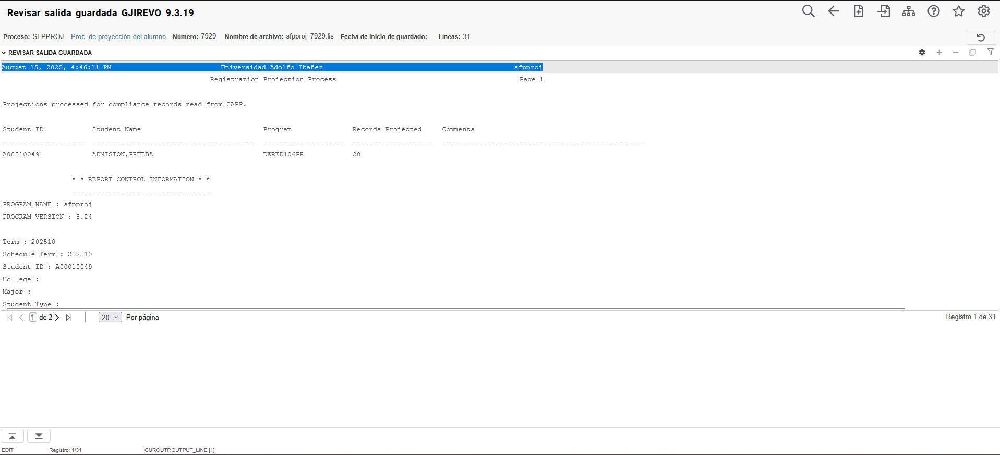 Revisar salida guardada GJIREVO 9.3.19
Proceso: SFPPROJ Proc. de proyección del alumno Número: 7929 Nombre de archivo: sfpproj_7929.lis Fecha de inicio de guardado: Líneas: 31
REVISAR SALIDA GUARDADA
August 15, 2025, 4:46:11 PM Universidad Adolfo Ibañez sfpproj
Registration Projection Process Page 1
Projections processed for compliance records read from CAPP.
Student ID Student Name Program Records Projected Comments
-------------------- ---------------------------------------- -------------------- -------------------- --------------------------------------------------
A00010049 ADMISION,PRUEBA DERED106PR 28
* * REPORT CONTROL INFORMATION * *
----------------------------------
PROGRAM NAME : sfpproj
PROGRAM VERSION : 8.24
Term : 202510
Schedule Term : 202510
Student ID : A00010049
College :
Major :
Student Type :
1 de 2 20 Por página Registro 1 de 31
EDIT Registro: 1/31 GUROUTP.OUTPUT_LINE [1]